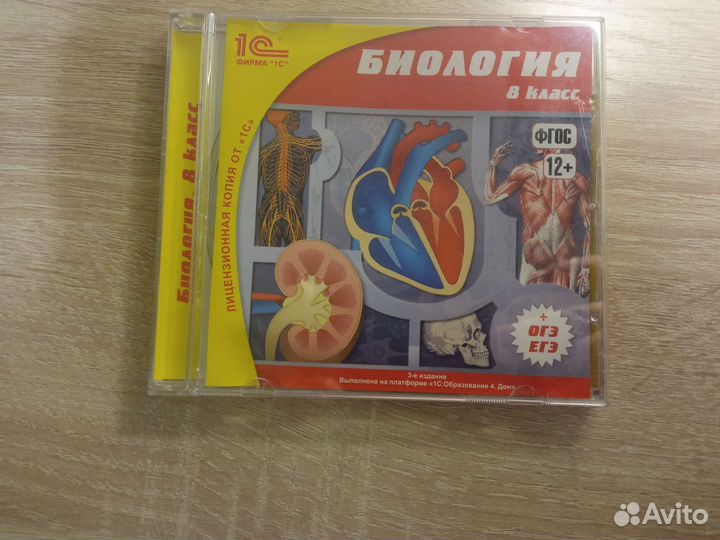 1С
ФИРМА "1С"
БИОЛОГИЯ
8 класс
ФГОС
12+
ЛИЦЕНЗИОННАЯ КОПИЯ ОТ «1С»
Биология. 8 класс
+
ОГЭ
ЕГЭ
3-е издание
Выполнено на платформе «1С:Образование 4. Дом»
Avito